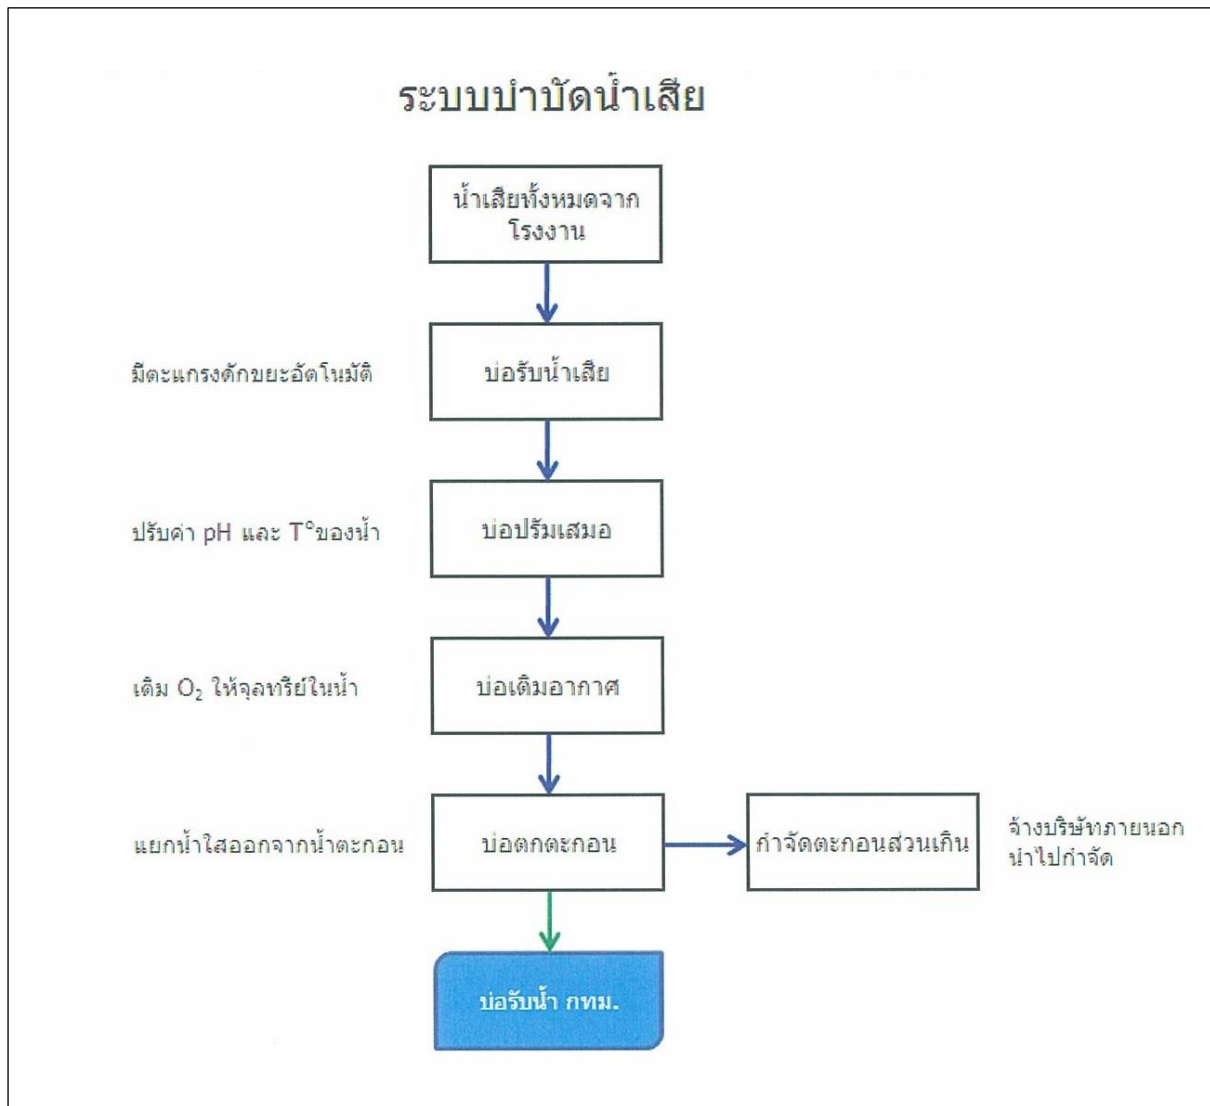 ระบบบำบัดน้ำเสีย
น้ำเสียทั้งหมดจาก
โรงงาน
มีตะแกรงดักขยะอัตโนมัติ
บ่อรับน้ำเสีย
ปรับค่า pH และ T°ของน้ำ
บ่อปรัมเสมอ
เติม O₂ ให้จุลทรีย์ในน้ำ
บ่อเติมอากาศ
แยกน้ำใสออกจากน้ำตะกอน
บ่อตกตะกอน
กำจัดตะกอนส่วนเกิน
จ้างบริษัทภายนอก
นำไปกำจัด
บ่อรับน้ำ กทม.